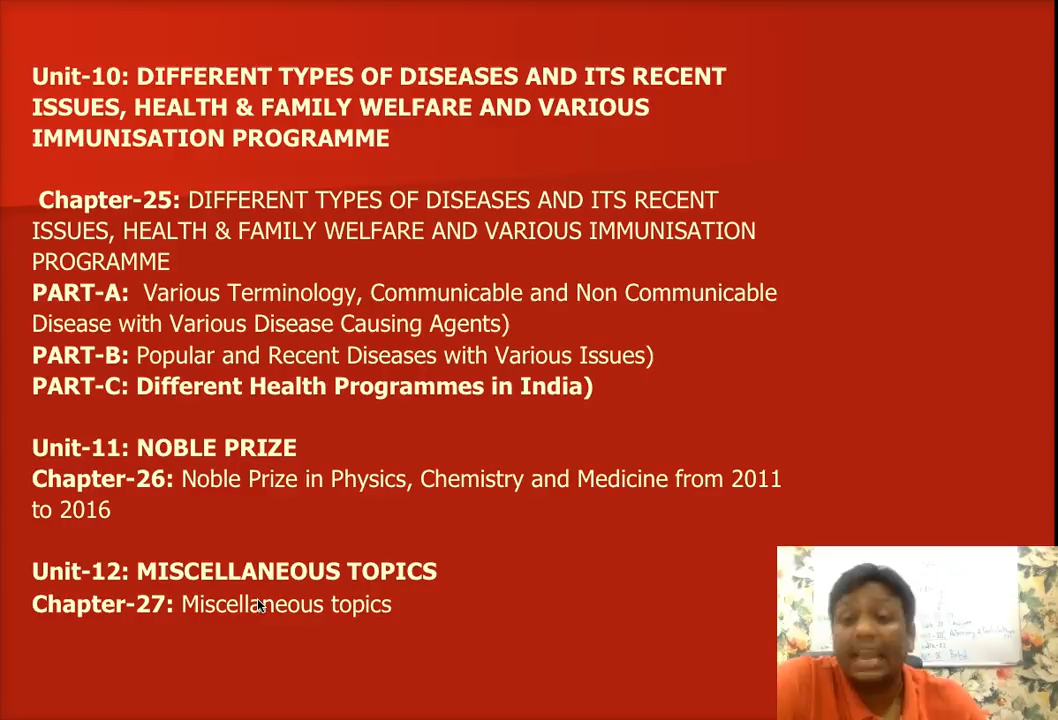 Unit-10: DIFFERENT TYPES OF DISEASES AND ITS RECENT
ISSUES, HEALTH & FAMILY WELFARE AND VARIOUS
IMMUNISATION PROGRAMME
Chapter-25: DIFFERENT TYPES OF DISEASES AND ITS RECENT
ISSUES, HEALTH & FAMILY WELFARE AND VARIOUS IMMUNISATION
PROGRAMME
PART-A: Various Terminology, Communicable and Non Communicable
Disease with Various Disease Causing Agents)
PART-B: Popular and Recent Diseases with Various Issues)
PART-C: Different Health Programmes in India)
Unit-11: NOBLE PRIZE
Chapter-26: Noble Prize in Physics, Chemistry and Medicine from 2011
to 2016
Unit-12: MISCELLANEOUS TOPICS
Chapter-27: Miscellaneous topics